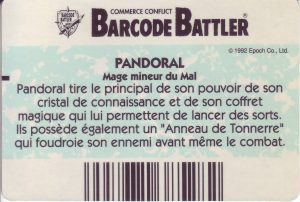 COMMERCE CONFLICT
BARCODE BATTLER
BARCODE BATTLER
© 1992 Epoch Co., Ltd.
PANDORAL
Mage mineur du Mal
Pandoral tire le principal de son pouvoir de son
cristal de connaissance et de son coffret
magique qui lui permettent de lancer des sorts.
Ils possède également un "Anneau de Tonnerre"
qui foudroie son ennemi avant même le combat.